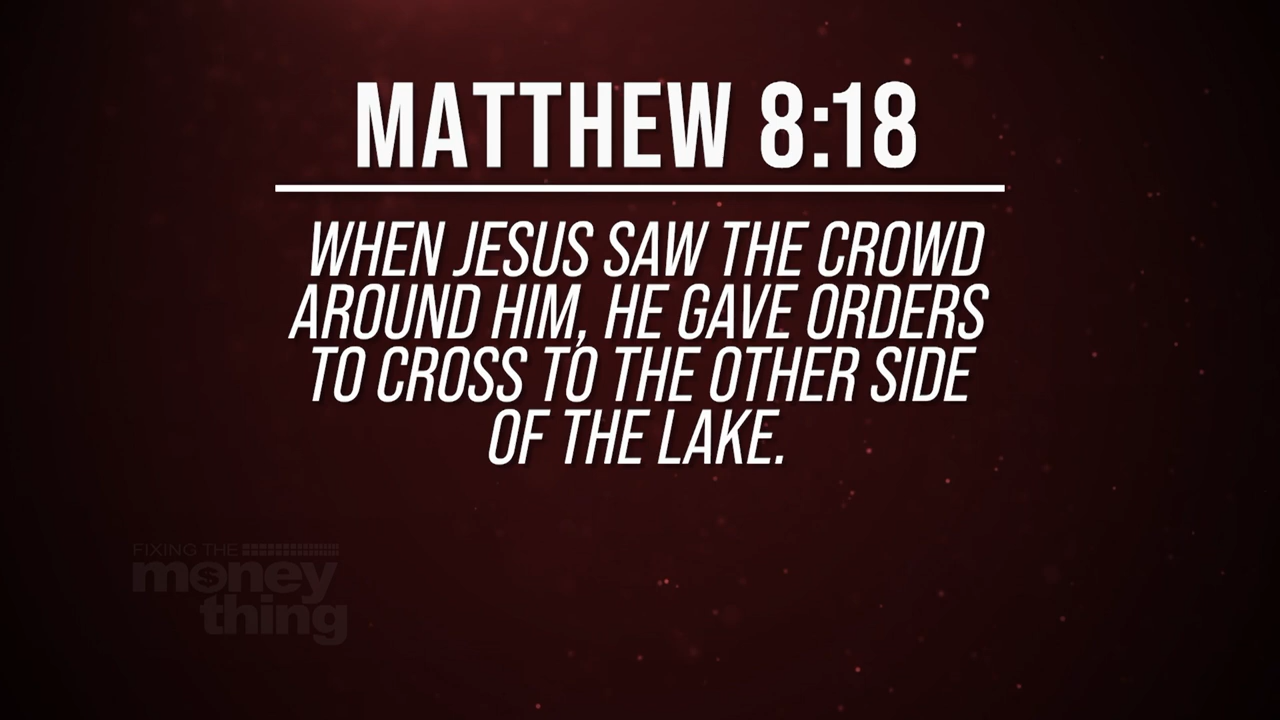 MATTHEW 8:18
WHEN JESUS SAW THE CROWD
AROUND HIM, HE GAVE ORDERS
TO CROSS TO THE OTHER SIDE
OF THE LAKE.
FIXING THE
money
thing